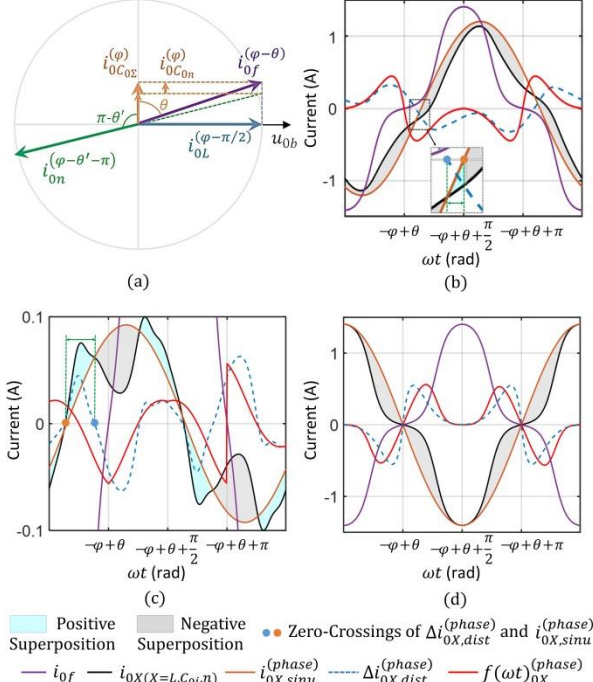 (a)
i_{0C_{0Σ}}^{(φ)} i_{0C_{0n}}^{(φ)} i_{0f}^{(φ−θ)}
π-θ′ θ
i_{0L}^{(φ−π/2)} u_{0b}
i_{0n}^{(φ−θ′−π)}
(b)
Current (A)
1
0
-1
−φ+θ −φ+θ+π/2 −φ+θ+π
ωt (rad)
(c)
Current (A)
0.1
0
-0.1
−φ+θ −φ+θ+π/2 −φ+θ+π
ωt (rad)
(d)
Current (A)
1
0
-1
−φ+θ −φ+θ+π/2 −φ+θ+π
ωt (rad)
Positive Superposition
Negative Superposition
Zero-Crossings of Δi_{0X,dist}^{(phase)} and i_{0X,sinu}^{(phase)}
i_{0f} i_{0X(X=L,C_{0i},n)} i_{0X,sinu}^{(phase)} Δi_{0X,dist}^{(phase)} f(ωt)_{0X}^{(phase)}